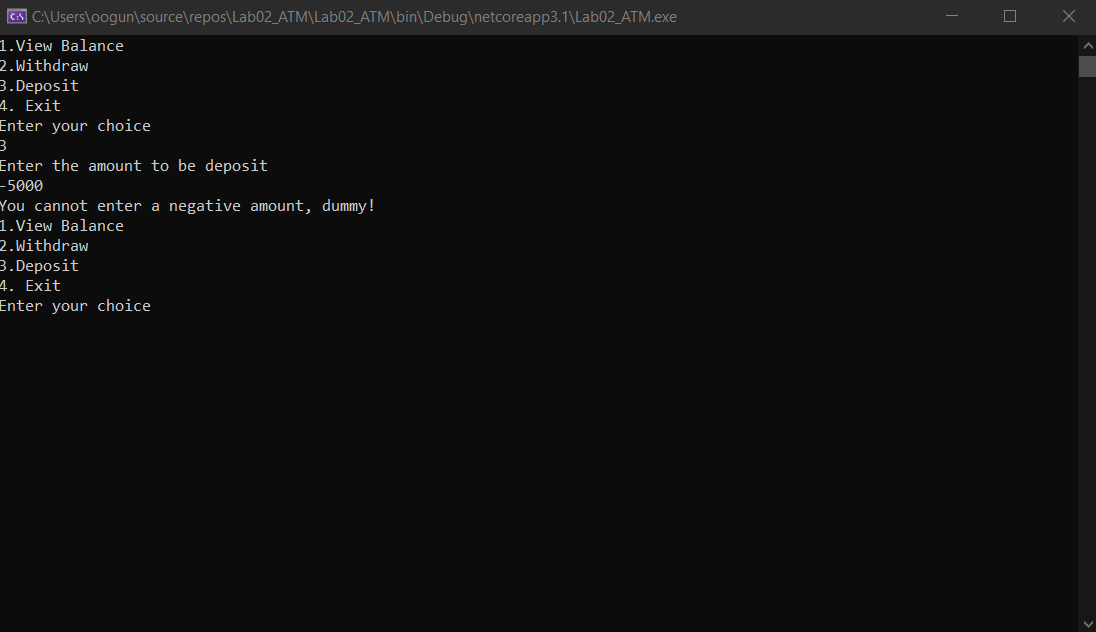 C:\Users\oogun\source\repos\Lab02_ATM\Lab02_ATM\bin\Debug\netcoreapp3.1\Lab02_ATM.exe
1.View Balance
2.Withdraw
3.Deposit
4. Exit
Enter your choice
3
Enter the amount to be deposit
-5000
You cannot enter a negative amount, dummy!
1.View Balance
2.Withdraw
3.Deposit
4. Exit
Enter your choice